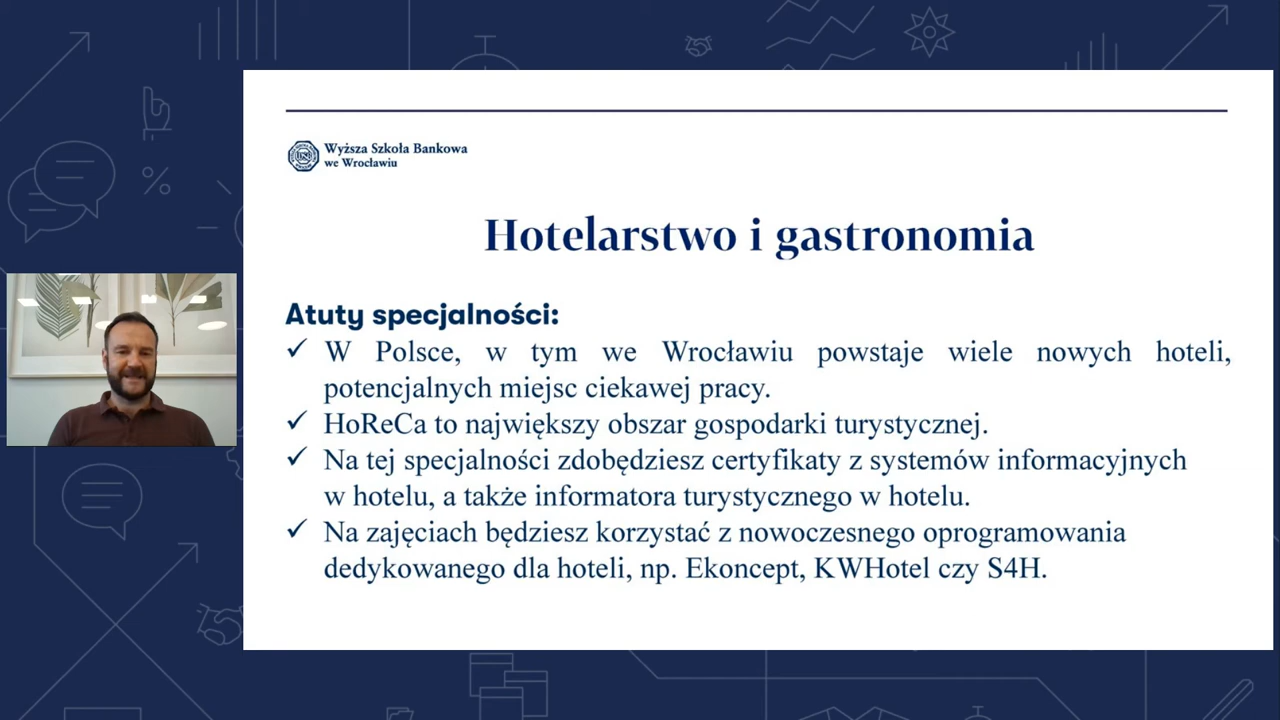 Wyższa Szkoła Bankowa
we Wrocławiu
Hotelarstwo i gastronomia
Atuty specjalności:
✓ W Polsce, w tym we Wrocławiu powstaje wiele nowych hoteli,
potencjalnych miejsc ciekawej pracy.
✓ HoReCa to największy obszar gospodarki turystycznej.
✓ Na tej specjalności zdobędziesz certyfikaty z systemów informacyjnych
w hotelu, a także informatora turystycznego w hotelu.
✓ Na zajęciach będziesz korzystać z nowoczesnego oprogramowania
dedykowanego dla hoteli, np. Ekoncept, KWHotel czy S4H.